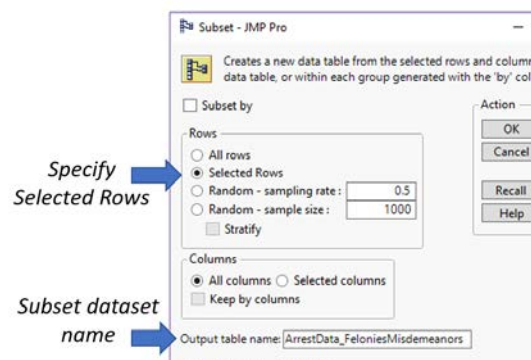 Subset - JMP Pro
Creates a new data table from the selected rows and column
data table, or within each group generated with the 'by' col
Subset by
Action
OK
Cancel
Recall
Help
Rows
All rows
Selected Rows
Random - sampling rate : 0.5
Random - sample size : 1000
Stratify
Specify
Selected Rows
Columns
All columns Selected columns
Keep by columns
Subset dataset
name
Output table name: ArrestData_FeloniesMisdemeanors